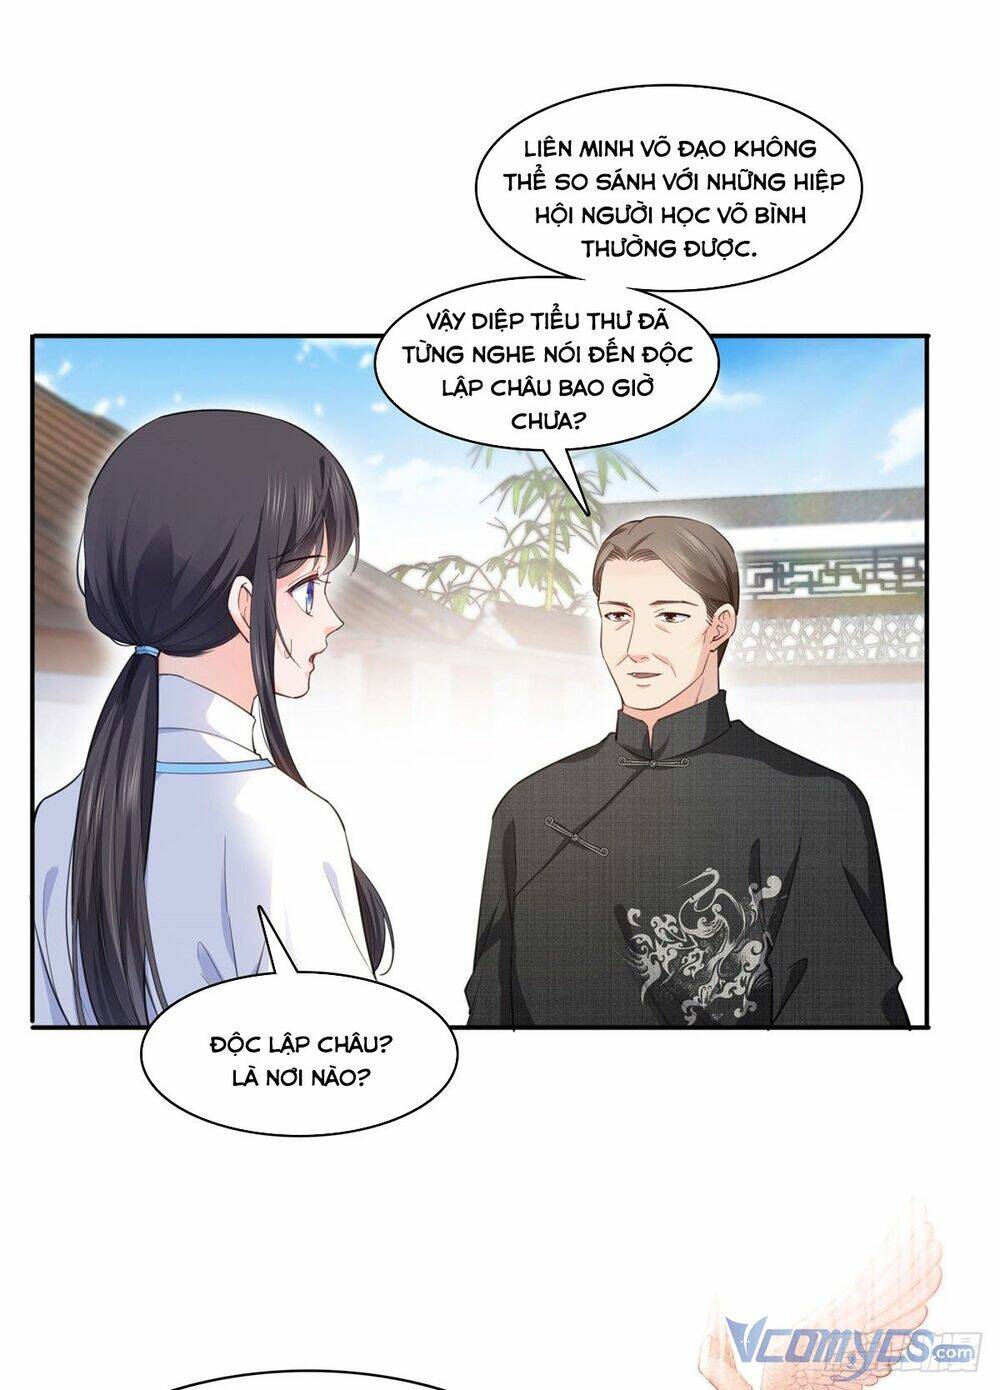 LIÊN MINH VÕ ĐẠO KHÔNG
THỂ SO SÁNH VỚI NHỮNG HIỆP
HỘI NGƯỜI HỌC VÕ BÌNH
THƯỜNG ĐƯỢC.
VẬY DIỆP TIỂU THƯ ĐÃ
TỪNG NGHE NÓI ĐẾN ĐỘC
LẬP CHÂU BAO GIỜ
CHƯA?
ĐỘC LẬP CHÂU?
LÀ NƠI NÀO?
VCOMYCS.com